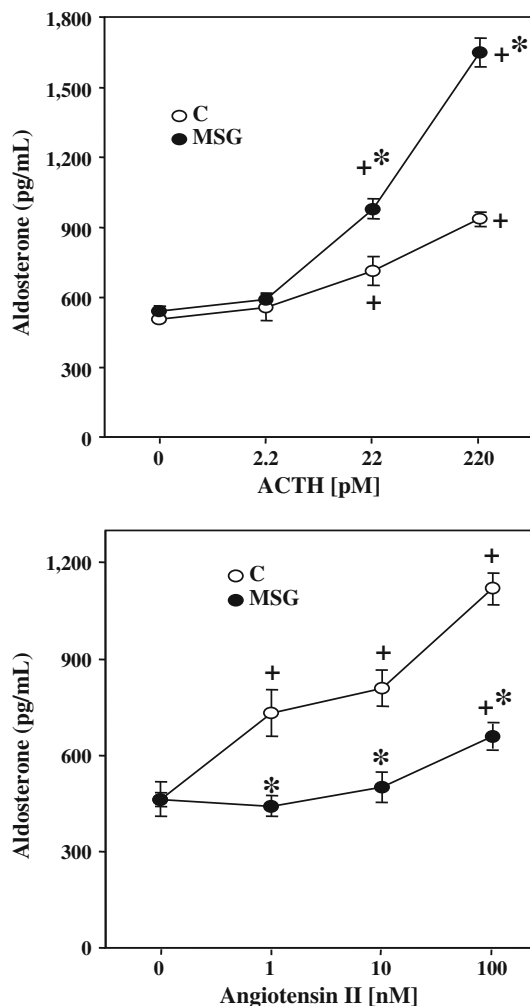 1,800
1,500
1,200
900
600
300
0
Aldosterone (pg/mL)
C
MSG
+*
+*
+
+
0 2.2 22 220
ACTH [pM]
1,200
900
600
300
0
Aldosterone (pg/mL)
C
MSG
+
+
+
+*
*
*
0 1 10 100
Angiotensin II [nM]